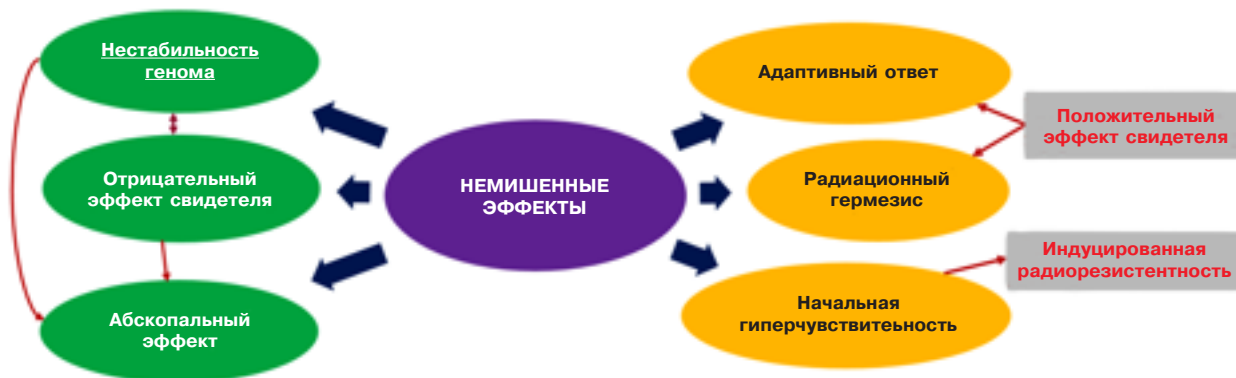 Нестабильность
генома
Отрицательный
эффект свидетеля
Абскопальный
эффект
НЕМИШЕННЫЕ
ЭФФЕКТЫ
Адаптивный ответ
Радиационный
гермезис
Начальная
гиперчувствитеьность
Положительный
эффект свидетеля
Индуцированная
радиорезистентность